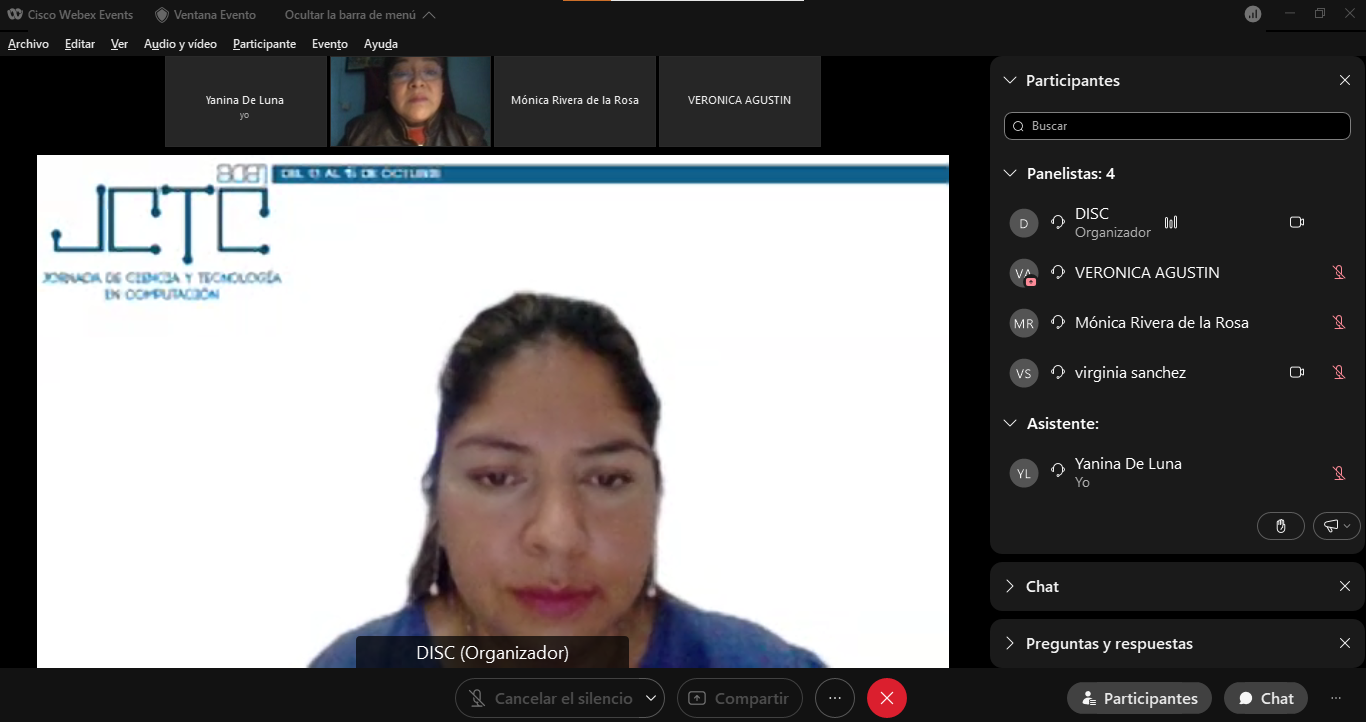 Cisco Webex Events
Ventana Evento
Ocultar la barra de menú
Archivo Editar Ver Audio y vídeo Participante Evento Ayuda
Yanina De Luna
yo
Mónica Rivera de la Rosa
VERONICA AGUSTIN
DEL 13 AL 15 DE OCTUBRE
JCTC
JORNADA DE CIENCIA Y TECNOLOGÍA
EN COMPUTACIÓN
DISC (Organizador)
Participantes
Buscar
Panelistas: 4
D
DISC
Organizador
VA
VERONICA AGUSTIN
MR
Mónica Rivera de la Rosa
VS
virginia sanchez
Asistente:
YL
Yanina De Luna
Yo
Chat
Preguntas y respuestas
Cancelar el silencio
Compartir
Participantes
Chat